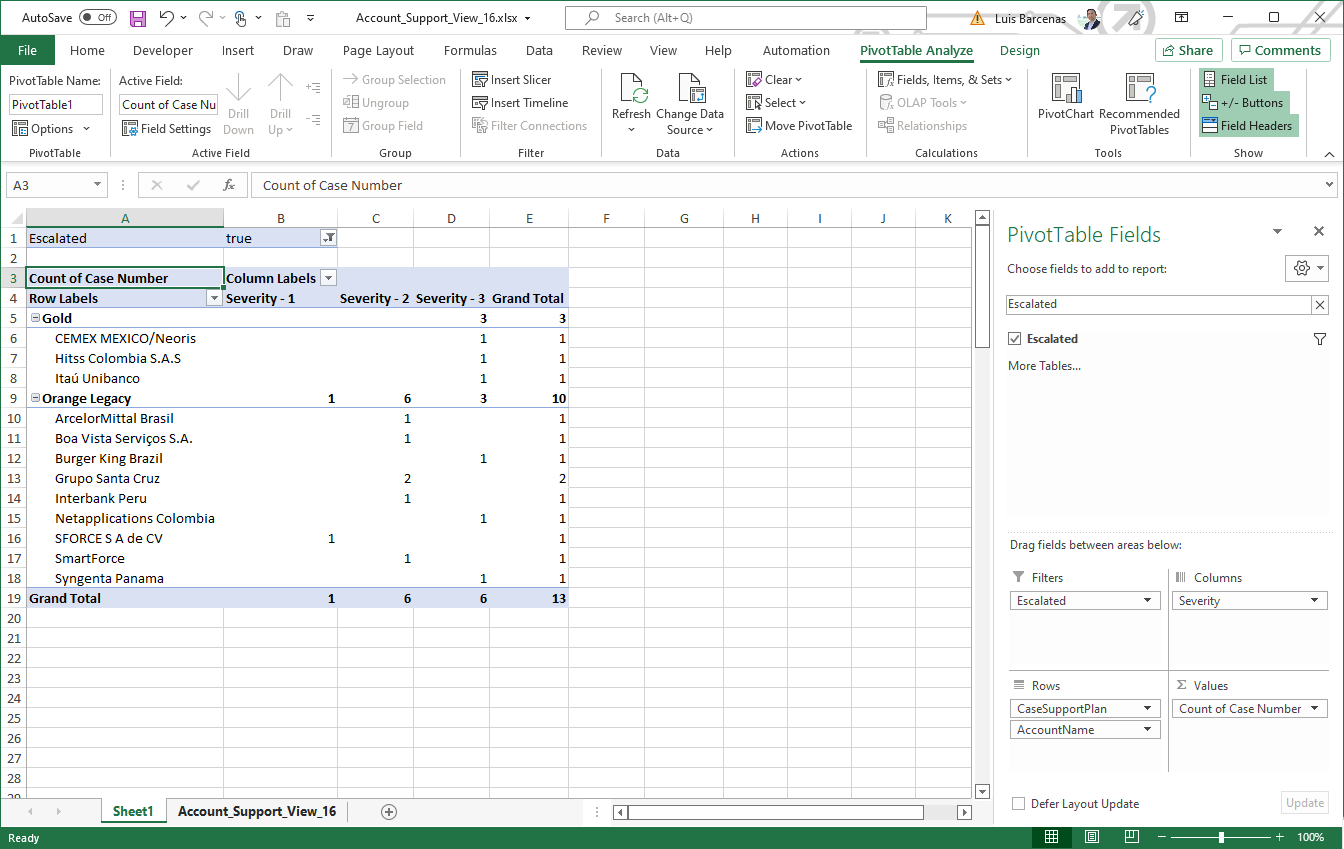 AutoSave Off Account_Support_View_16.xlsx Search (Alt+Q) Luis Barcenas
File Home Developer Insert Draw Page Layout Formulas Data Review View Help Automation PivotTable Analyze Design Share Comments
PivotTable Name:
PivotTable1
Options
PivotTable
Active Field:
Count of Case Nu
Field Settings
Drill Down
Drill Up
Active Field
Group Selection
Ungroup
Group Field
Group
Insert Slicer
Insert Timeline
Filter Connections
Filter
Refresh
Change Data Source
Data
Clear
Select
Move PivotTable
Actions
Fields, Items, & Sets
OLAP Tools
Relationships
Calculations
PivotChart
Recommended PivotTables
Tools
Field List
+/- Buttons
Field Headers
Show
A3 fx Count of Case Number
A B C D E F G H I J K
1 Escalated true
2
3 Count of Case Number Column Labels
4 Row Labels Severity - 1 Severity - 2 Severity - 3 Grand Total
5 Gold 3 3
6 CEMEX MEXICO/Neoris 1 1
7 Hitss Colombia S.A.S 1 1
8 Itaú Unibanco 1 1
9 Orange Legacy 1 6 3 10
10 ArcelorMittal Brasil 1 1
11 Boa Vista Serviços S.A. 1 1
12 Burger King Brazil 1 1
13 Grupo Santa Cruz 2 2
14 Interbank Peru 1 1
15 Netapplications Colombia 1 1
16 SFORCE S A de CV 1 1
17 SmartForce 1 1
18 Syngenta Panama 1 1
19 Grand Total 1 6 6 13
20
21
22
23
24
25
26
27
28
29
PivotTable Fields
Choose fields to add to report:
Escalated
Escalated
More Tables...
Drag fields between areas below:
Filters
Escalated
Columns
Severity
Rows
CaseSupportPlan
AccountName
Σ Values
Count of Case Number
Defer Layout Update Update
Sheet1 Account_Support_View_16
Ready 100%